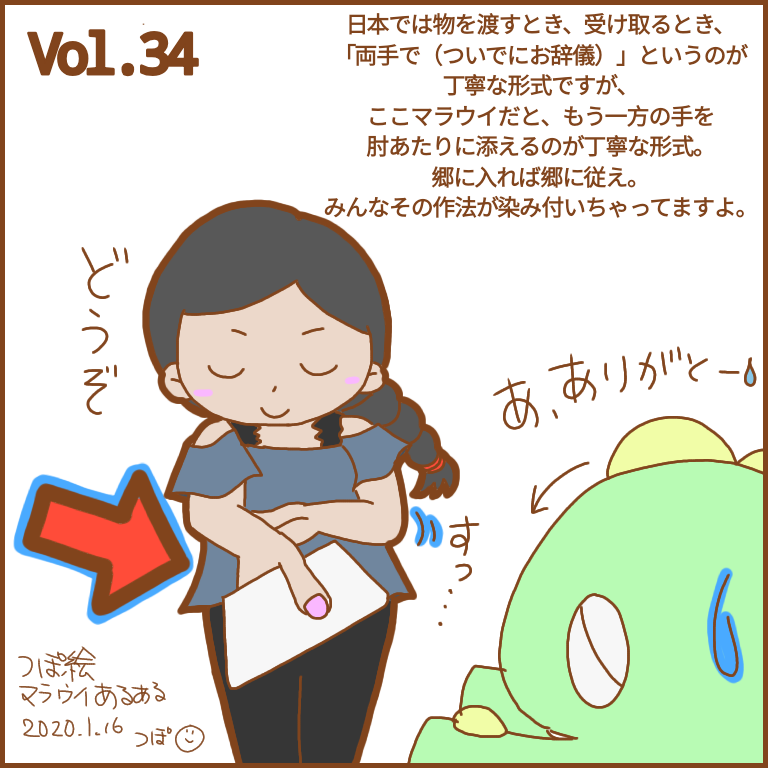 Vol.34
日本では物を渡すとき、受け取るとき、
「両手で（ついでにお辞儀）」というのが
丁寧な形式ですが、
ここマラウイだと、もう一方の手を
肘あたりに添えるのが丁寧な形式。
郷に入れば郷に従え。
みんなその作法が染み付いちゃってますよ。
どうぞ
あ、ありがとー
すっ...
つぽ絵
マラウイあるある
2020.1.16 つぽ